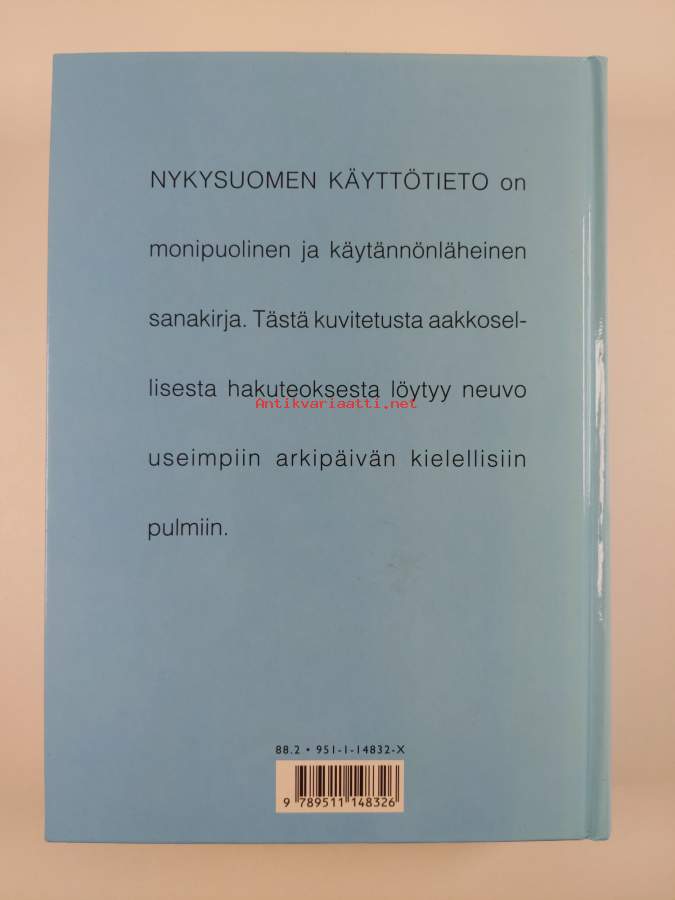 NYKYSUOMEN KÄYTTÖTIETO on
monipuolinen ja käytännönläheinen
sanakirja. Tästä kuvitetusta aakkosel-
lisesta hakuteoksesta löytyy neuvo
Antikvariaatti.net
useimpiin arkipäivän kielellisiin
pulmiin.
88.2 • 951-1-14832-X
9 789511 148326